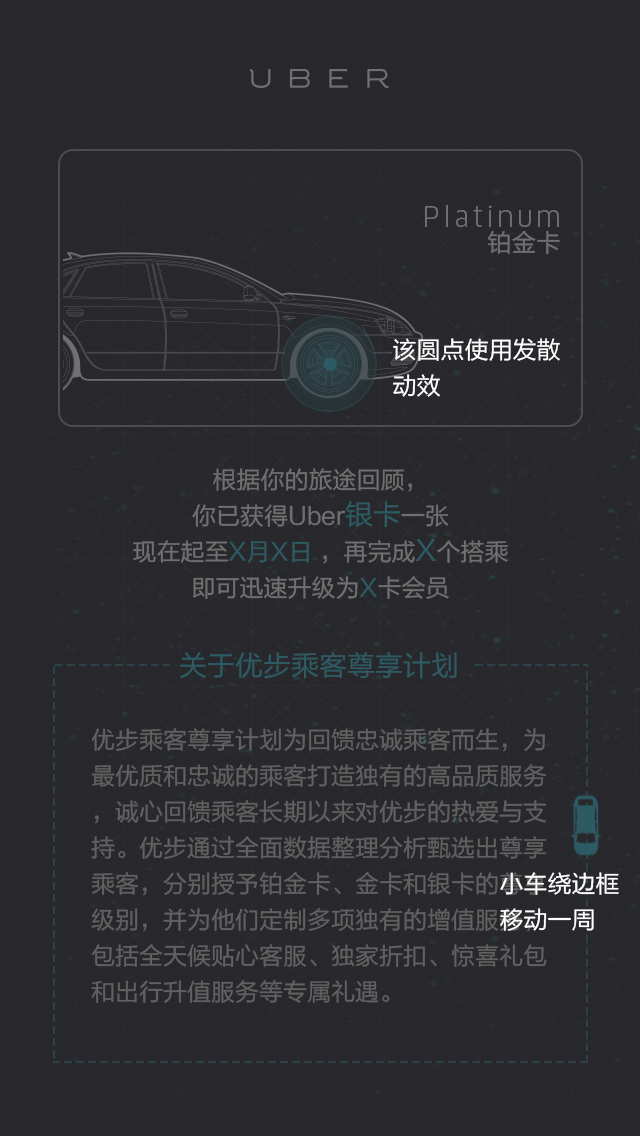 UBER
Platinum
铂金卡
该圆点使用发散
动效
根据你的旅途回顾，
你已获得Uber银卡一张
现在起至X月X日，再完成X个搭乘
即可迅速升级为X卡会员
关于优步乘客尊享计划
优步乘客尊享计划为回馈忠诚乘客而生，为
最优质和忠诚的乘客打造独有的高品质服务
，诚心回馈乘客长期以来对优步的热爱与支
持。优步通过全面数据整理分析甄选出尊享
乘客，分别授予铂金卡、金卡和银卡的
小车绕边框
级别，并为他们定制多项独有的增值服
移动一周
包括全天候贴心客服、独家折扣、惊喜礼包
和出行升值服务等专属礼遇。